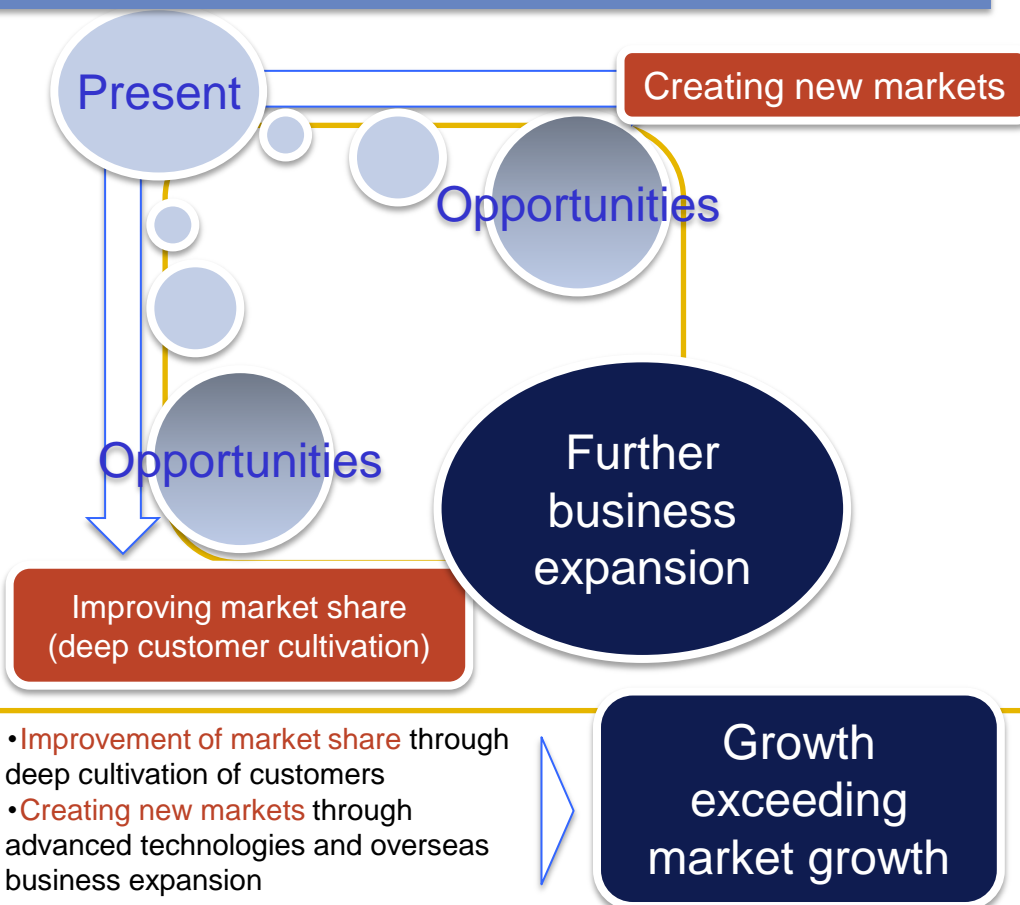 Present
Creating new markets
Opportunities
Opportunities
Further
business
expansion
Improving market share
(deep customer cultivation)
•Improvement of market share through
deep cultivation of customers
•Creating new markets through
advanced technologies and overseas
business expansion
Growth
exceeding
market growth